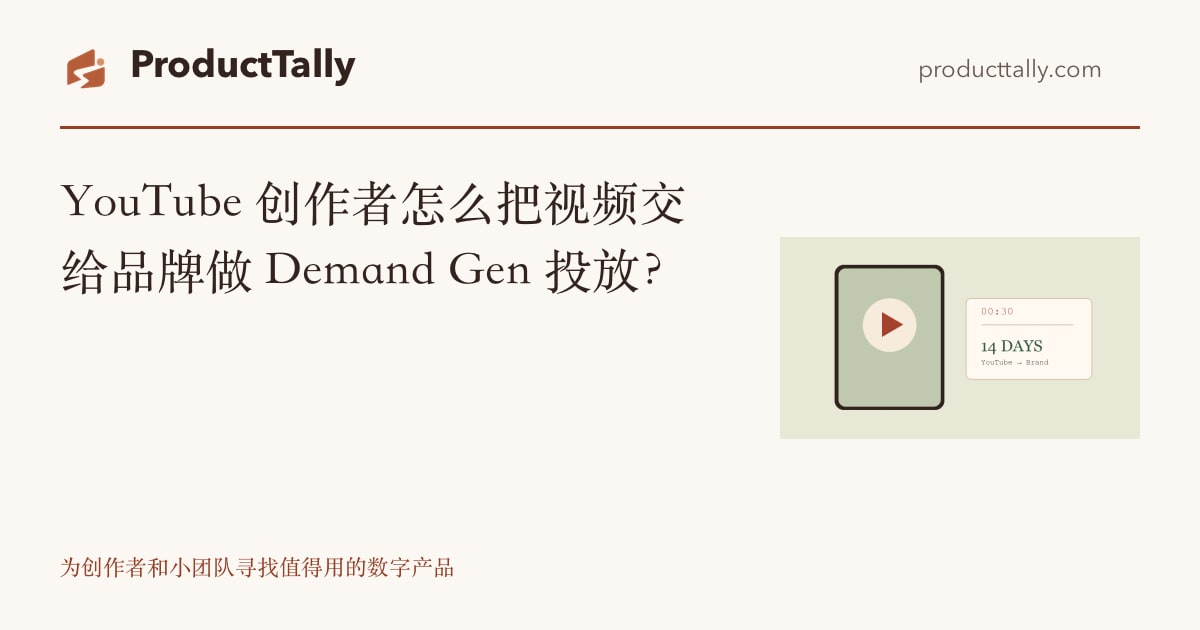 ProductTally
producttally.com
YouTube 创作者怎么把视频交
给品牌做 Demand Gen 投放?
00:30
14 DAYS
YouTube → Brand
为创作者和小团队寻找值得用的数字产品